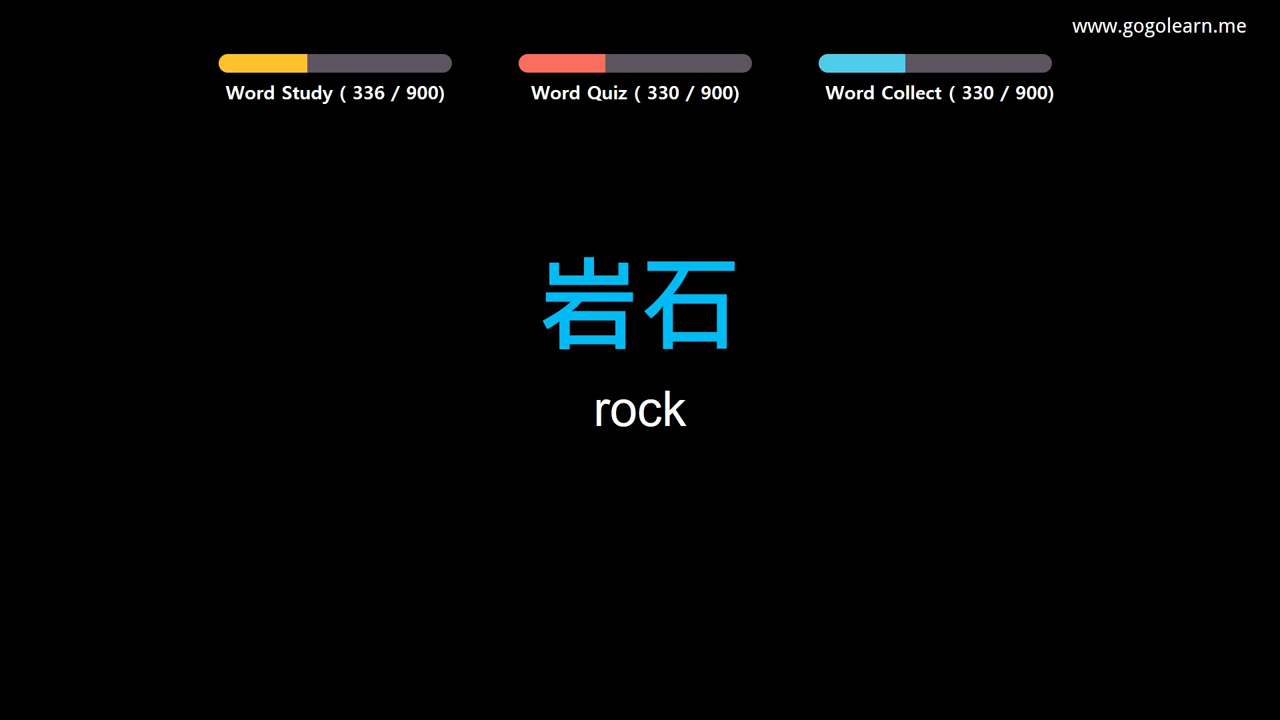 www.gogolearn.me
Word Study ( 336 / 900)
Word Quiz ( 330 / 900)
Word Collect ( 330 / 900)
岩石
rock